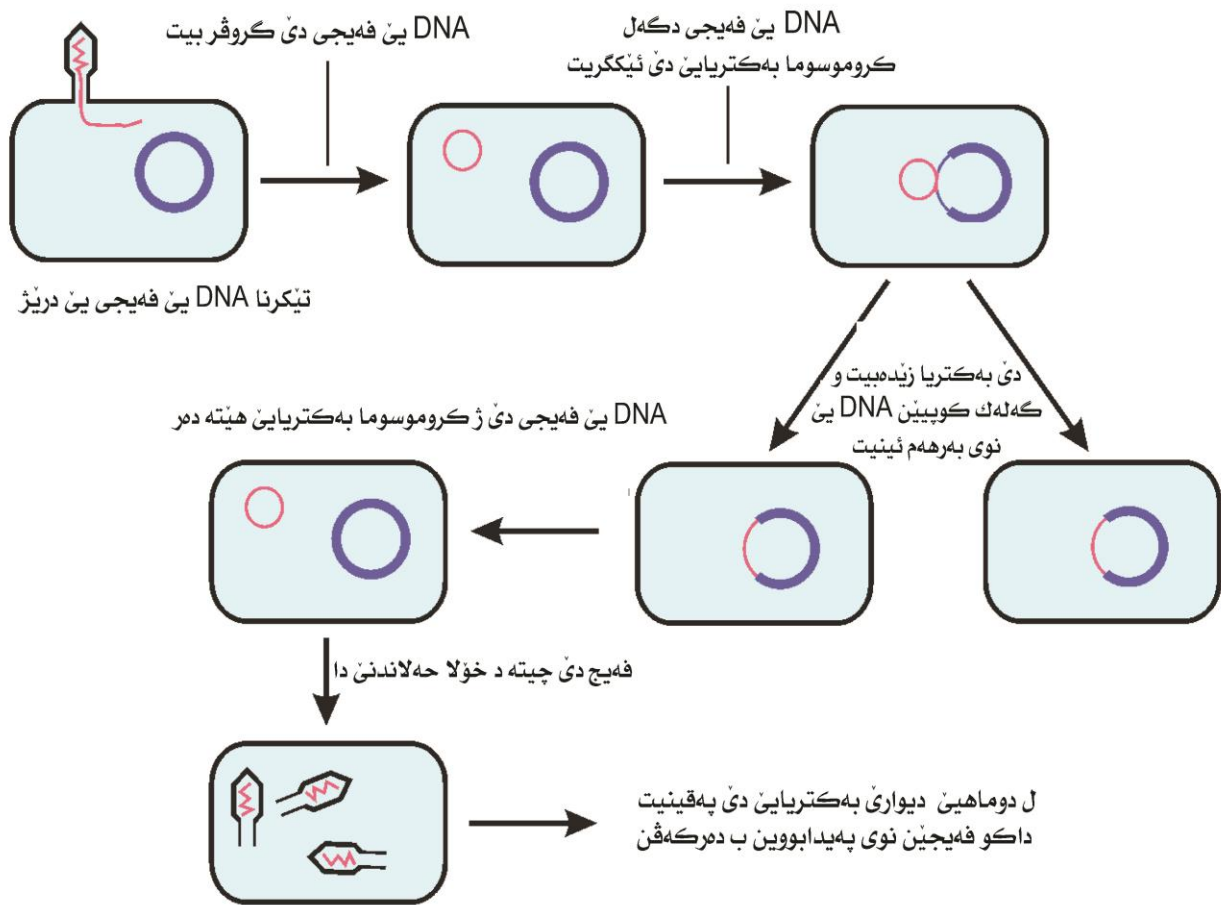 DNA یێ فەیجی دێ گروڤر بیت
DNA یێ فەیجی دگەل
کروموسوما بەکتریایێ دێ ئێکگریت
تێکرنا DNA یێ فەیجی یێ درێژ
دێ بەکتریا زێدەبیت و
گەلەك کوپیێن DNA یێ
نوی بەرهەم ئینیت
DNA یێ فەیجی دێ ژ کروموسوما بەکتریایێ هێتە دەر
فەیج دێ چیتە د خۆلا حەلاندنێ دا
ل دوماهیێ دیوارێ بەکتریایێ دێ پەقینیت
داکو فەیجێن نوی پەیدابووین ب دەرکەڤن